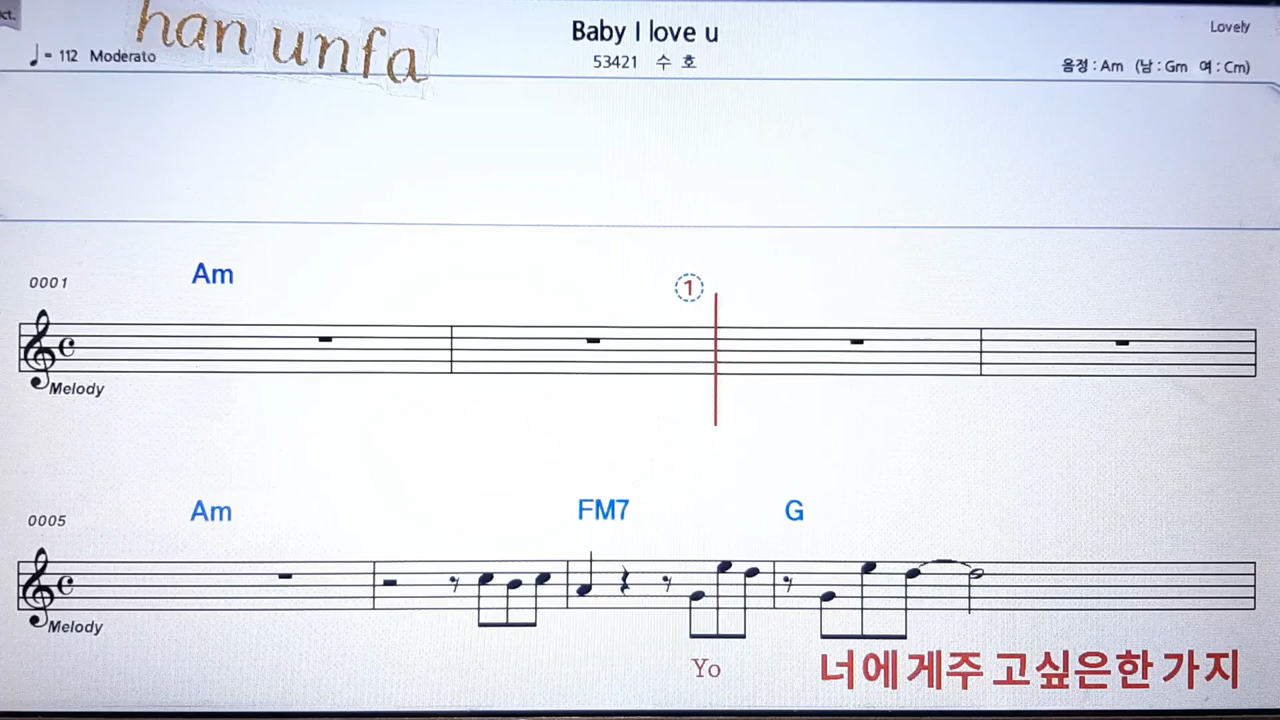 ct.
han unfa
Baby I love u
Lovely
♩= 112 Moderato
53421 수 호
음정 : Am (남 : Gm 여 : Cm)
0001
Am
1
Melody
0005
Am FM7 G
Melody
Yo 너에게주 고싶은한 가지